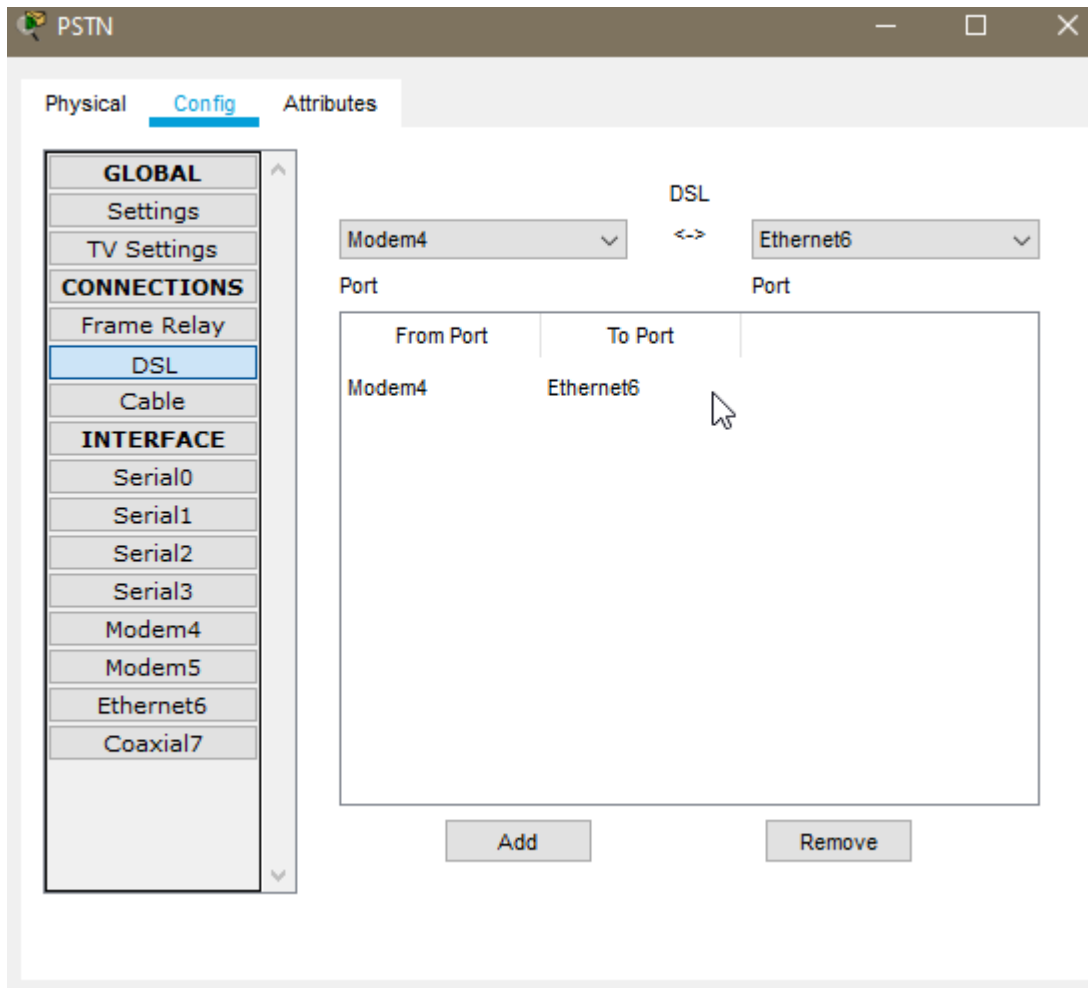 PSTN
Physical Config Attributes
GLOBAL
Settings
TV Settings
CONNECTIONS
Frame Relay
DSL
Cable
INTERFACE
Serial0
Serial1
Serial2
Serial3
Modem4
Modem5
Ethernet6
Coaxial7
DSL
Modem4 <-> Ethernet6
Port Port
From Port To Port
Modem4 Ethernet6
Add Remove